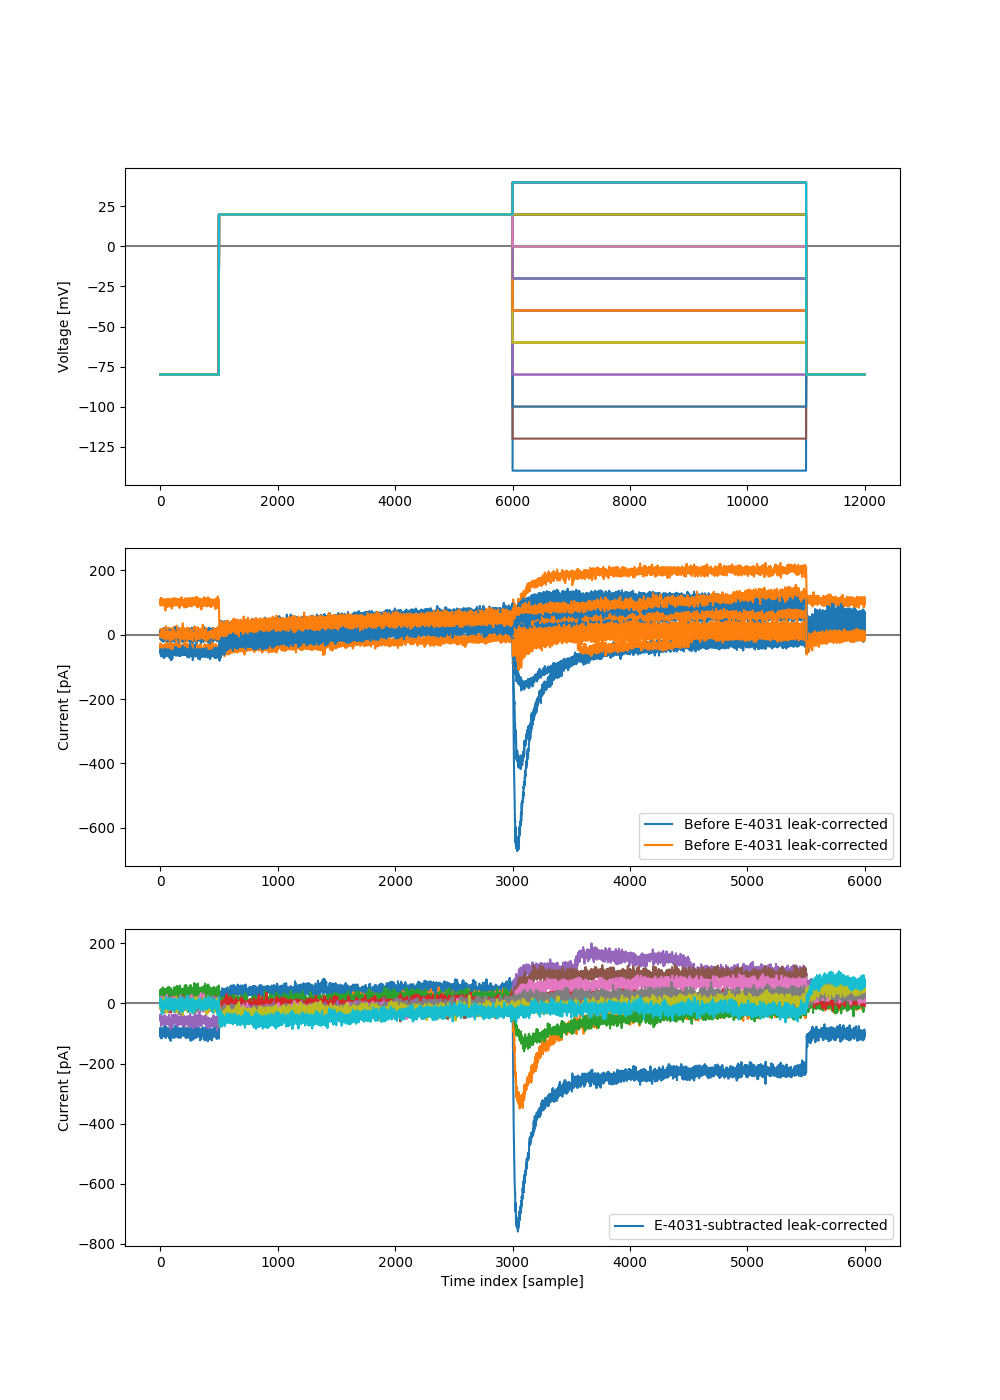 25
0
−25
−50
−75
−100
−125
Voltage [mV]
0 2000 4000 6000 8000 10000 12000
200
0
−200
−400
−600
Current [pA]
Before E-4031 leak-corrected
Before E-4031 leak-corrected
0 1000 2000 3000 4000 5000 6000
200
0
−200
−400
−600
−800
Current [pA]
E-4031-subtracted leak-corrected
0 1000 2000 3000 4000 5000 6000
Time index [sample]